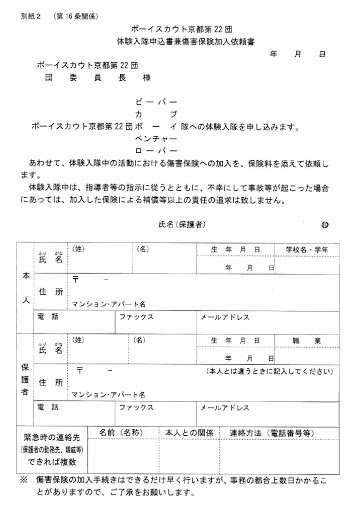 別紙２　（第16条関係）
ボーイスカウト京都第22団
体験入隊申込書兼傷害保険加入依頼書
年　月　日
ボーイスカウト京都第22団
団　委　員　長　様
ビーバー
カ　　ブ
ボーイスカウト京都第22団　ボ　ー　イ　隊への体験入隊を申し込みます。
ベンチャー
ローバー
あわせて、体験入隊中の活動における傷害保険への加入を、保険料を添えて依頼し
ます。
体験入隊中は、指導者等の指示に従うとともに、不幸にして事故等が起こった場合
にあっては、加入した保険による補償等以上の責任の追求は致しません。
氏名（保護者）　㊞
本人
ふり　がな
氏　名　（姓）　（名）　生　年　月　日　学校名・学年
年　月　日
住　所　〒　－
マンション・アパート名
電　話　ファックス　メールアドレス
保護者
ふり　がな
氏　名　（姓）　（名）　生　年　月　日　職　業
年　月　日
住　所　〒　－　（本人とは違うときに記入してください）
マンション・アパート名
電　話　ファックス　メールアドレス
緊急時の連絡先　名前（名称）　本人との関係　連絡方法（電話番号等）
（保護者の勤務先、親戚等）
できれば複数
※　傷害保険の加入手続きはできるだけ早く行いますが、事務の都合上数日かかるこ
とがありますので、ご了承をお願いします。